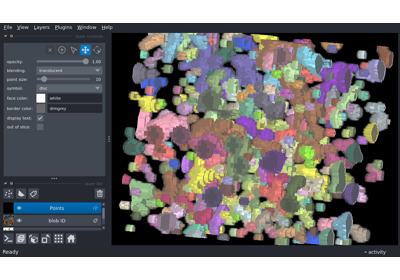 File View Layers Plugins Window Help
opacity: 1.00
blending: translucent
point size: 10
symbol: disc
face color: white
border color: dimgrey
display text: ✓
out of slice:
Points
blob ID
Ready
activity